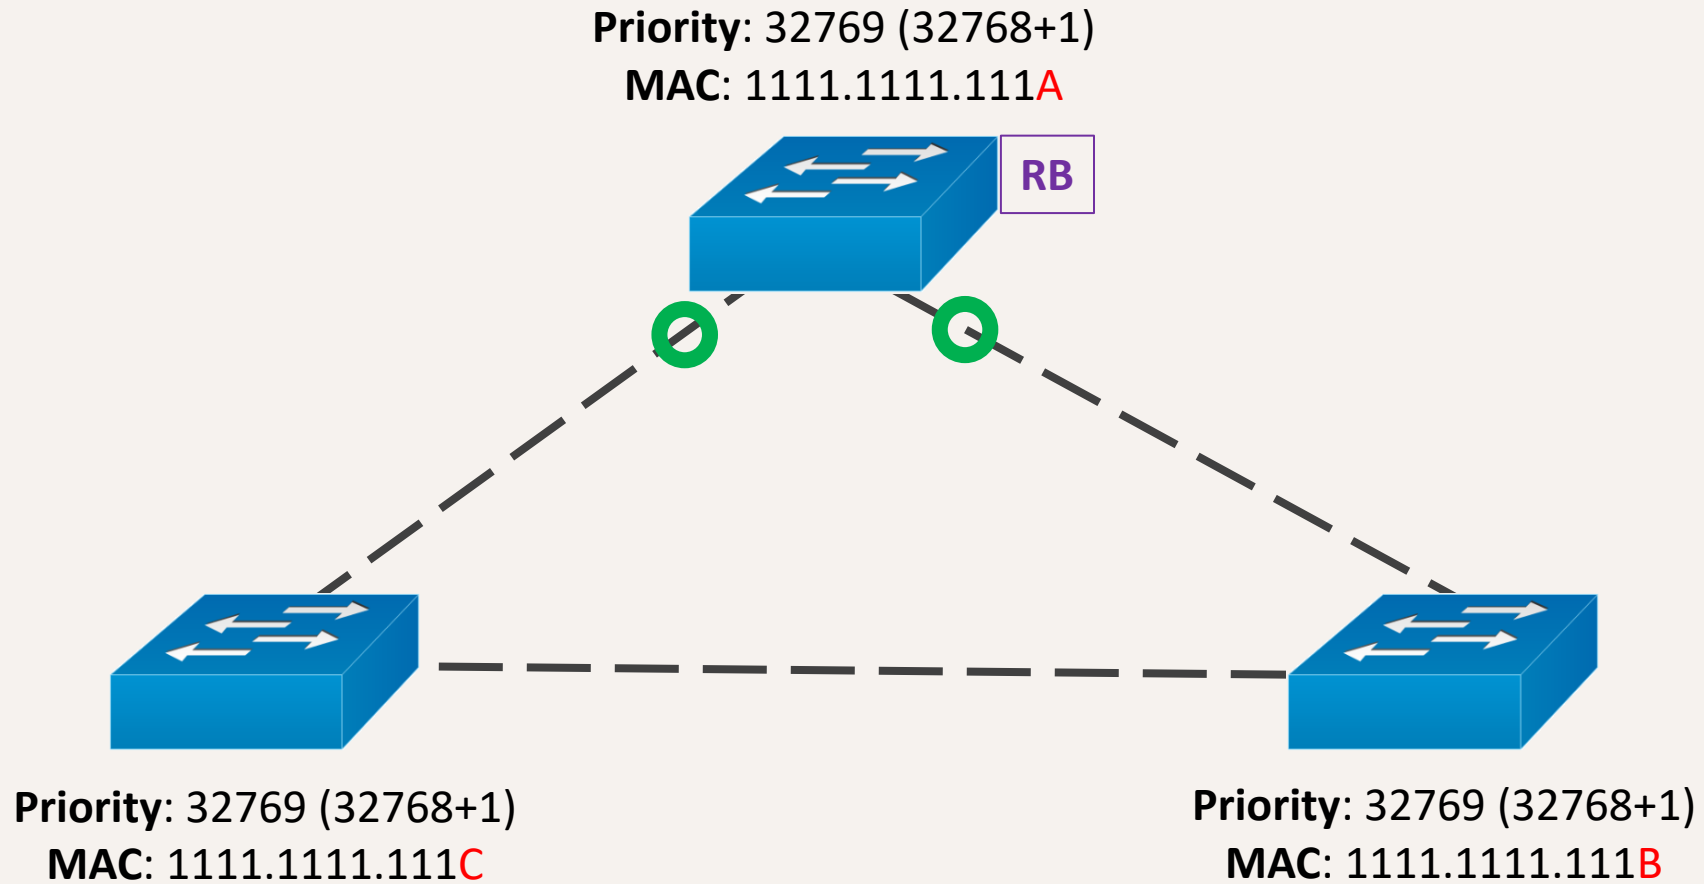 Priority: 32769 (32768+1)
MAC: 1111.1111.111A
RB
Priority: 32769 (32768+1)
MAC: 1111.1111.111C
Priority: 32769 (32768+1)
MAC: 1111.1111.111B